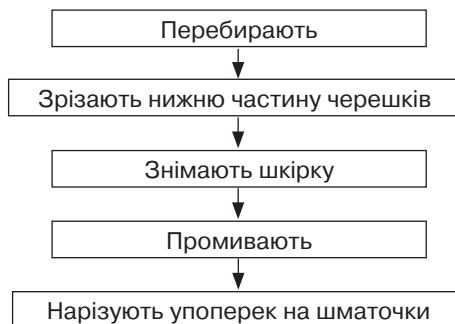 Перебирають
Зрізають нижню частину черешків
Знімають шкірку
Промивають
Нарізують упоперек на шматочки